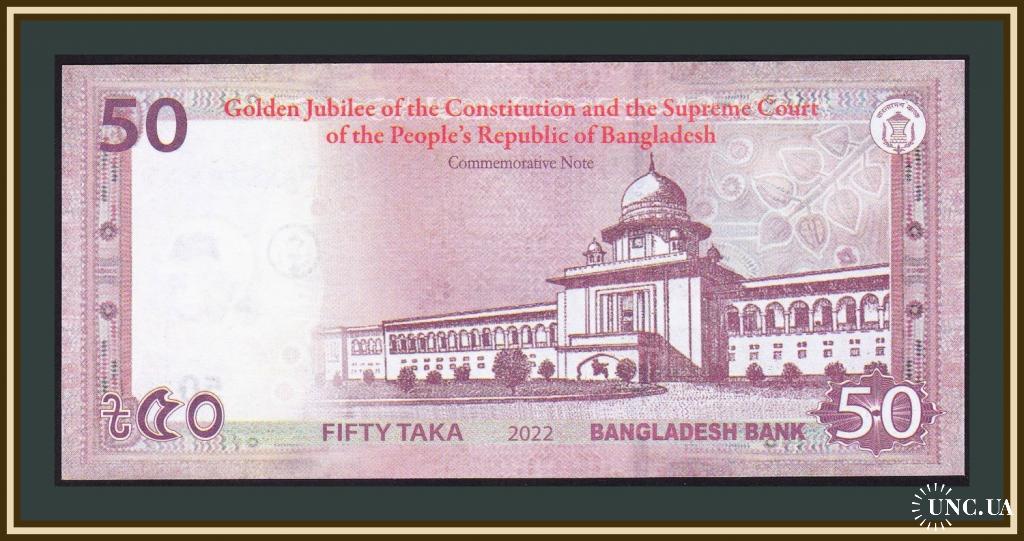 50
Golden Jubilee of the Constitution and the Supreme Court
of the People's Republic of Bangladesh
Commemorative Note
৳৫০
FIFTY TAKA 2022 BANGLADESH BANK
50
UNC.UA